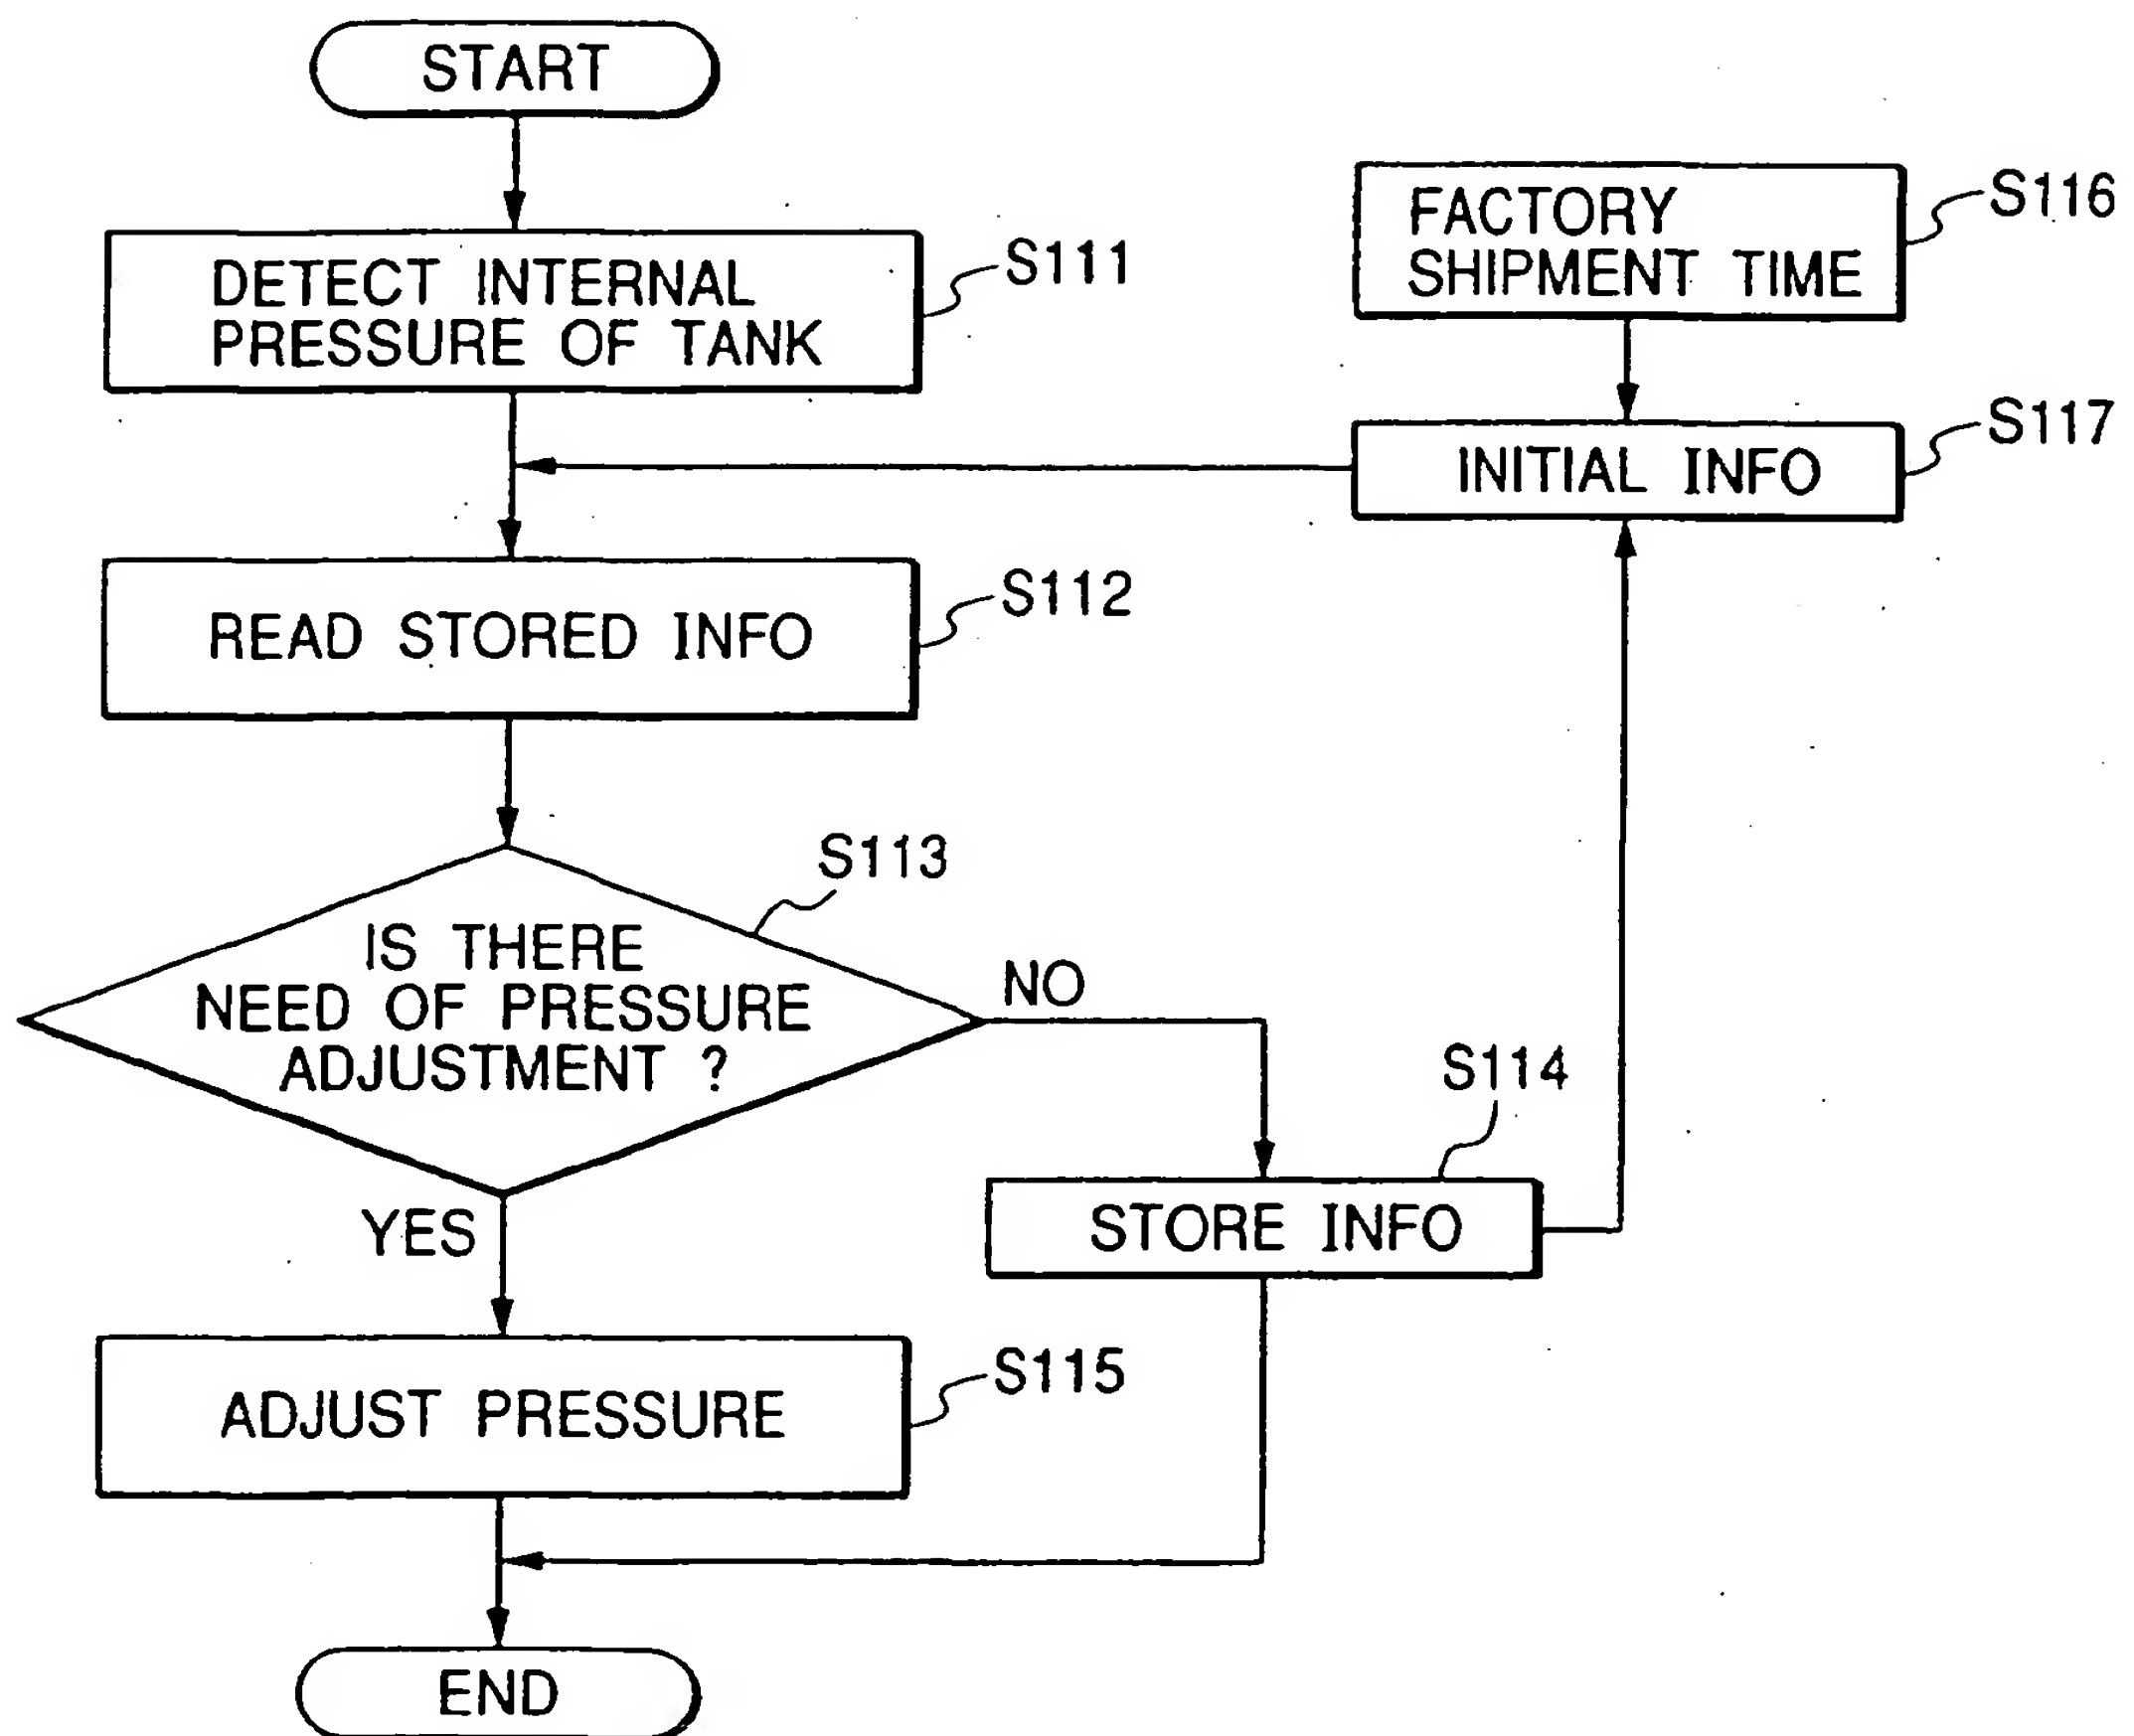 START
DETECT INTERNAL
PRESSURE OF TANK
S111
FACTORY
SHIPMENT TIME
S116
INITIAL INFO
S117
READ STORED INFO
S112
IS THERE
NEED OF PRESSURE
ADJUSTMENT ?
S113
NO
YES
STORE INFO
S114
ADJUST PRESSURE
S115
END